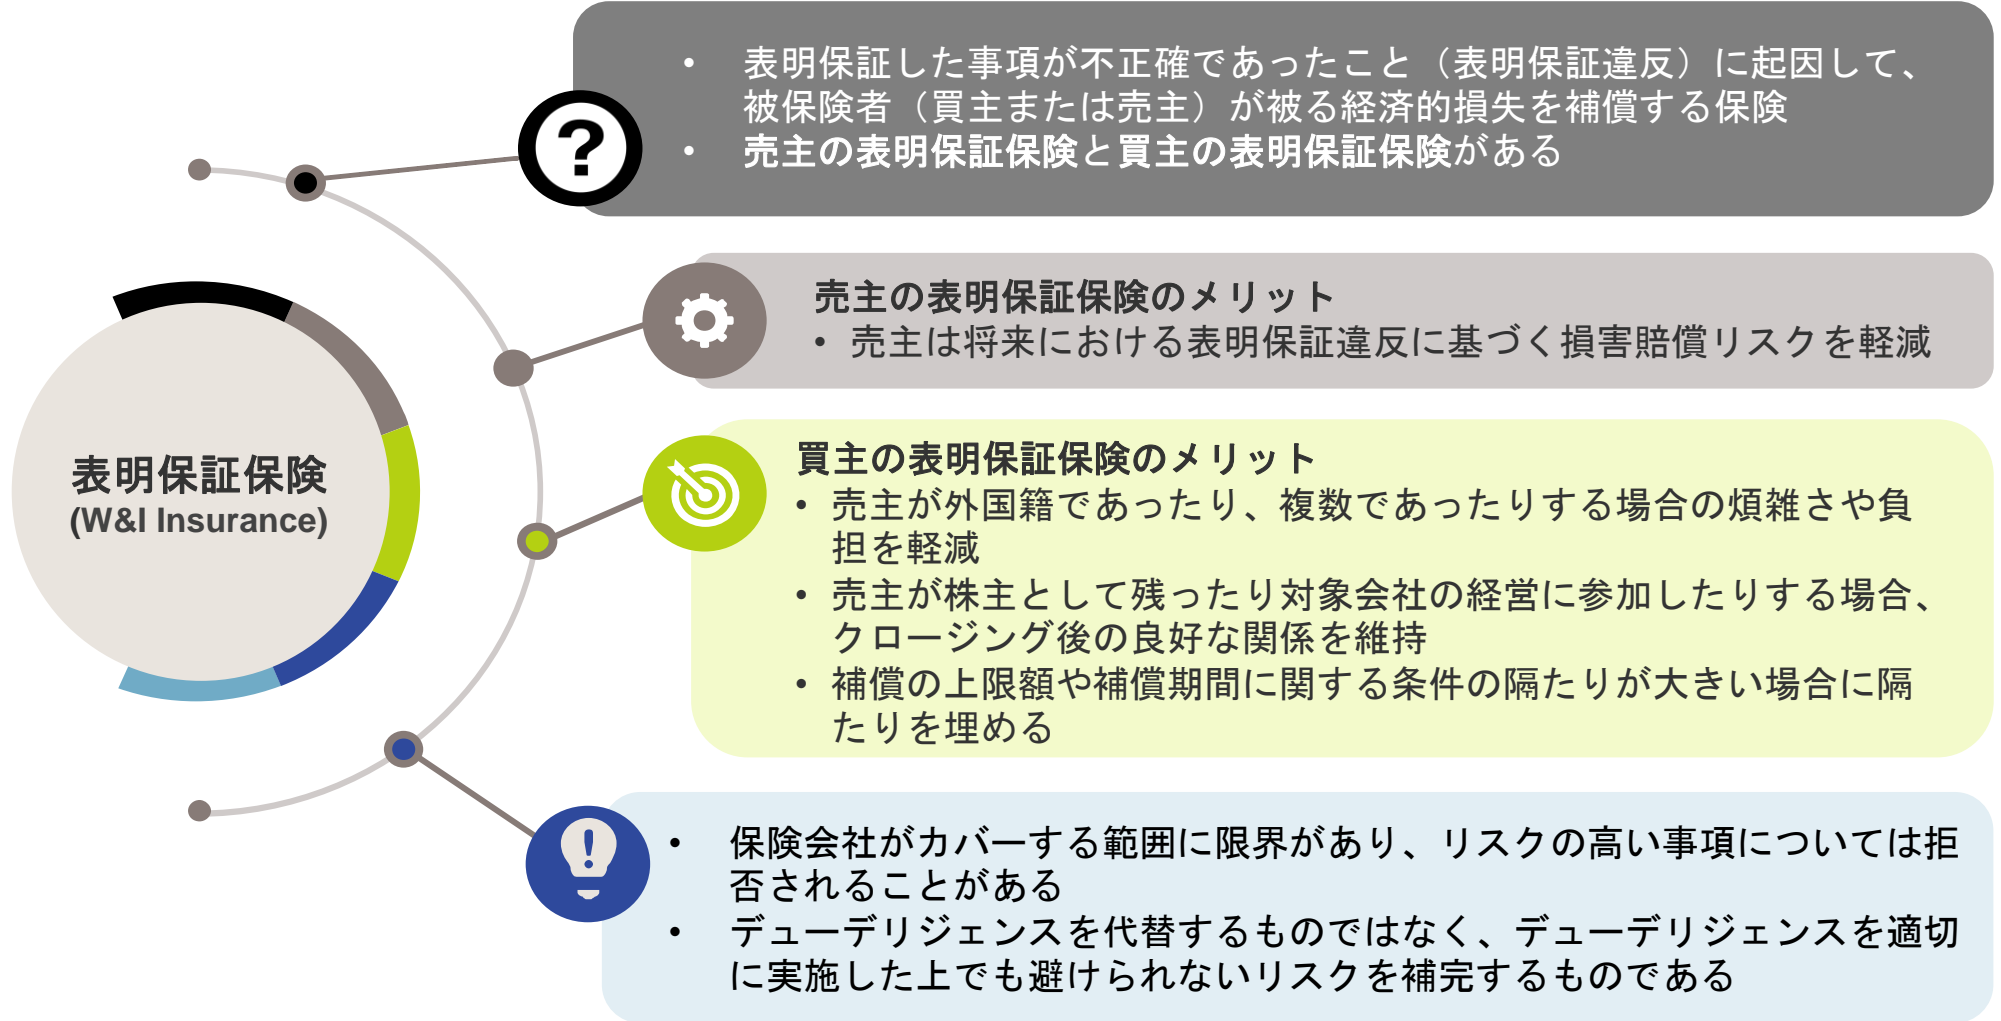 • 表明保証した事項が不正確であったこと（表明保証違反）に起因して、
被保険者（買主または売主）が被る経済的損失を補償する保険
• 売主の表明保証保険と買主の表明保証保険がある
売主の表明保証保険のメリット
• 売主は将来における表明保証違反に基づく損害賠償リスクを軽減
表明保証保険
(W&I Insurance)
買主の表明保証保険のメリット
• 売主が外国籍であったり、複数であったりする場合の煩雑さや負
担を軽減
• 売主が株主として残ったり対象会社の経営に参加したりする場合、
クロージング後の良好な関係を維持
• 補償の上限額や補償期間に関する条件の隔たりが大きい場合に隔
たりを埋める
• 保険会社がカバーする範囲に限界があり、リスクの高い事項については拒
否されることがある
• デューデリジェンスを代替するものではなく、デューデリジェンスを適切
に実施した上でも避けられないリスクを補完するものである